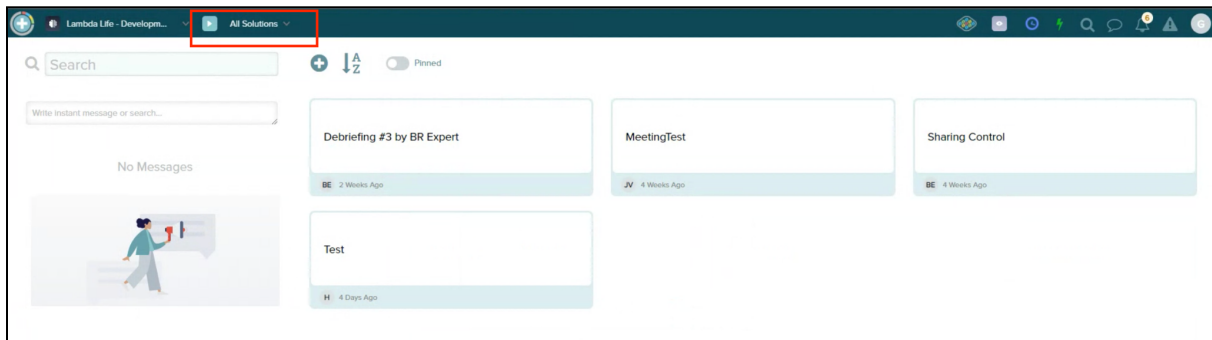 Lambda Life - Developm...
All Solutions
6
G
Search
A
Z
Pinned
Write instant message or search...
No Messages
Debriefing #3 by BR Expert
BE 2 Weeks Ago
MeetingTest
JV 4 Weeks Ago
Sharing Control
BE 4 Weeks Ago
Test
H 4 Days Ago